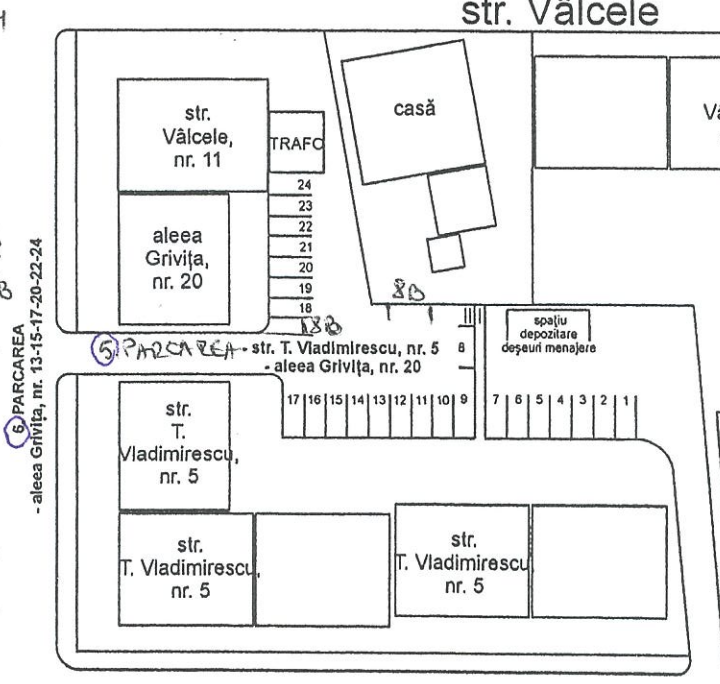 str. Vâlcele
str.
Vâlcele,
nr. 11
TRAFO
casă
24
23
22
21
20
19
18
18B
aleea
Grivița,
nr. 20
8B
5 PARCAREA - str. T. Vladimirescu, nr. 5
- aleea Grivița, nr. 20
8
spațiu
depozitare
deșeuri menajere
17 16 15 14 13 12 11 10 9
7 6 5 4 3 2 1
str.
T.
Vladimirescu,
nr. 5
str.
T. Vladimirescu,
nr. 5
str.
T. Vladimirescu
nr. 5
6 PARCAREA
- aleea Grivița, nr. 13-15-17-20-22-24